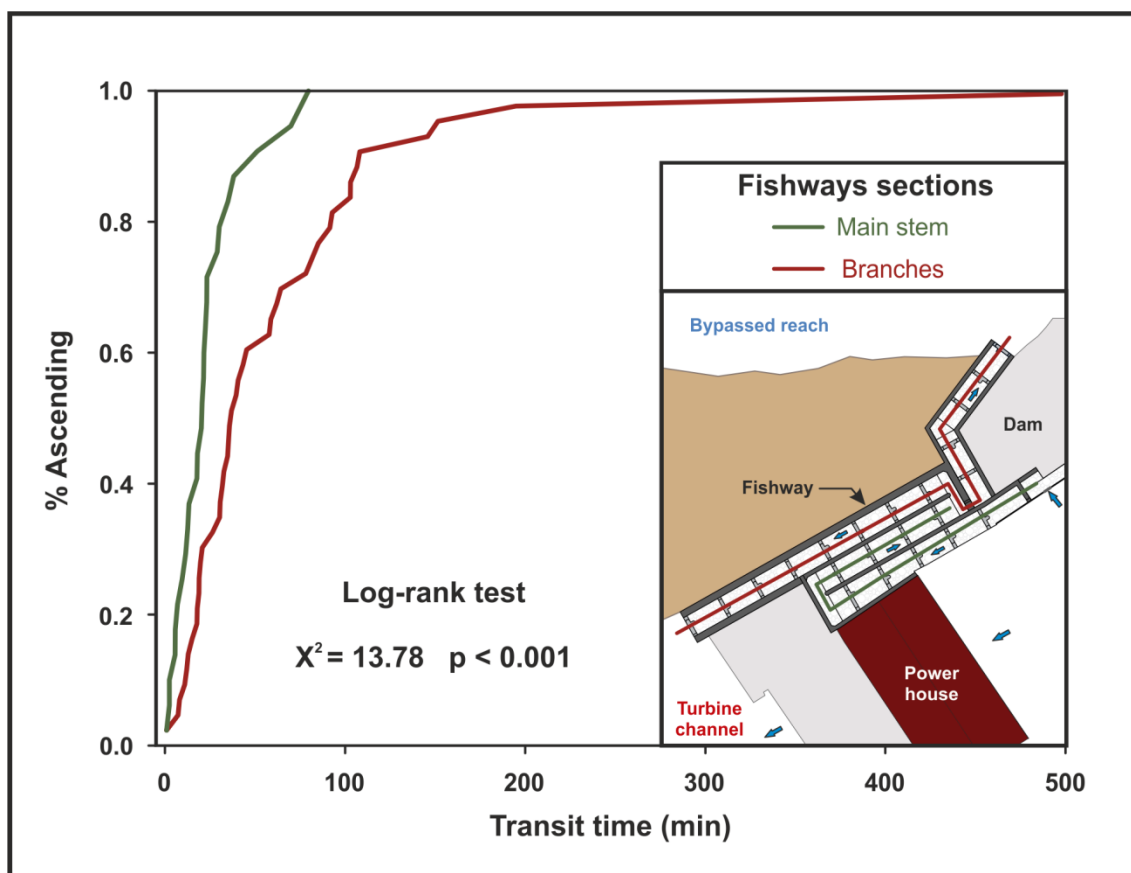 1.0
0.8
0.6
0.4
0.2
0.0
% Ascending
0
100
200
300
400
500
Transit time (min)
Log-rank test
X² = 13.78 p < 0.001
Fishways sections
Main stem
Branches
Bypassed reach
Dam
Fishway
Power
house
Turbine
channel